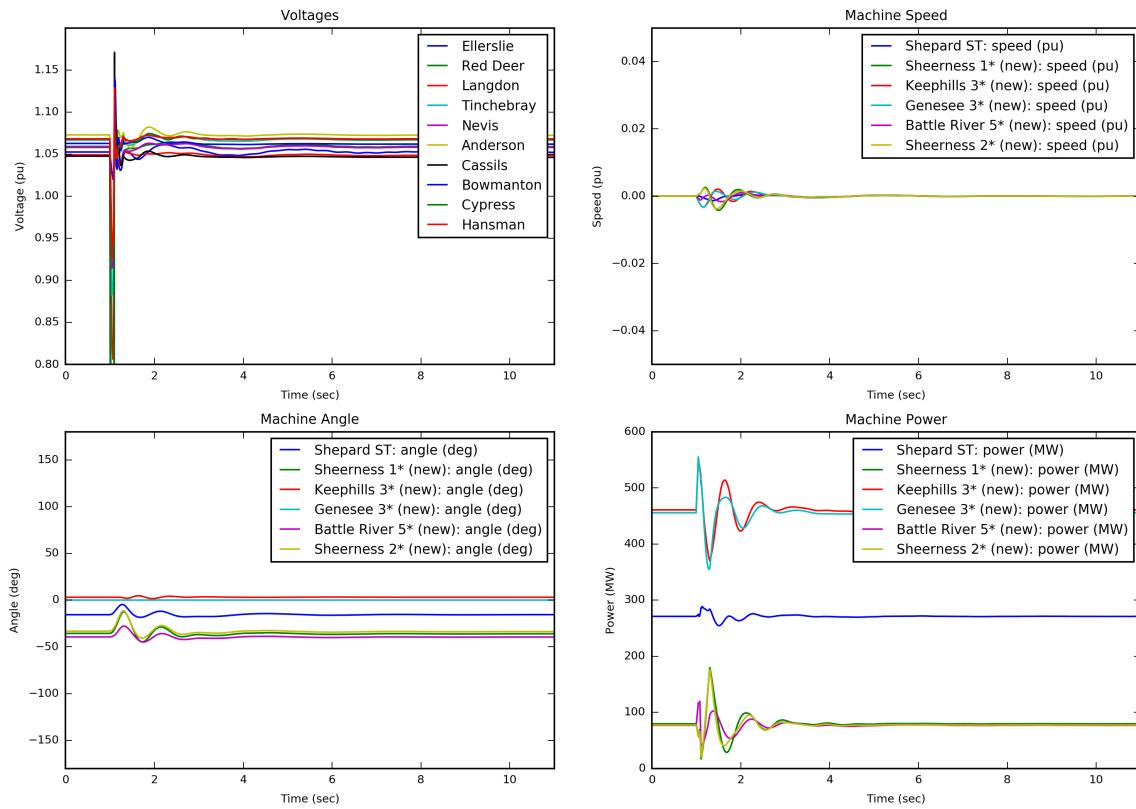 Voltages
1.15
1.10
1.05
1.00
0.95
0.90
0.85
0.80
Voltage (pu)
Ellerslie
Red Deer
Langdon
Tinchebray
Nevis
Anderson
Cassils
Bowmanton
Cypress
Hansman
0 2 4 6 8 10
Time (sec)
Machine Speed
0.04
0.02
0.00
−0.02
−0.04
Speed (pu)
Shepard ST: speed (pu)
Sheerness 1* (new): speed (pu)
Keephills 3* (new): speed (pu)
Genesee 3* (new): speed (pu)
Battle River 5* (new): speed (pu)
Sheerness 2* (new): speed (pu)
0 2 4 6 8 10
Time (sec)
Machine Angle
150
100
50
0
−50
−100
−150
Angle (deg)
Shepard ST: angle (deg)
Sheerness 1* (new): angle (deg)
Keephills 3* (new): angle (deg)
Genesee 3* (new): angle (deg)
Battle River 5* (new): angle (deg)
Sheerness 2* (new): angle (deg)
0 2 4 6 8 10
Time (sec)
Machine Power
600
500
400
300
200
100
0
Power (MW)
Shepard ST: power (MW)
Sheerness 1* (new): power (MW)
Keephills 3* (new): power (MW)
Genesee 3* (new): power (MW)
Battle River 5* (new): power (MW)
Sheerness 2* (new): power (MW)
0 2 4 6 8 10
Time (sec)